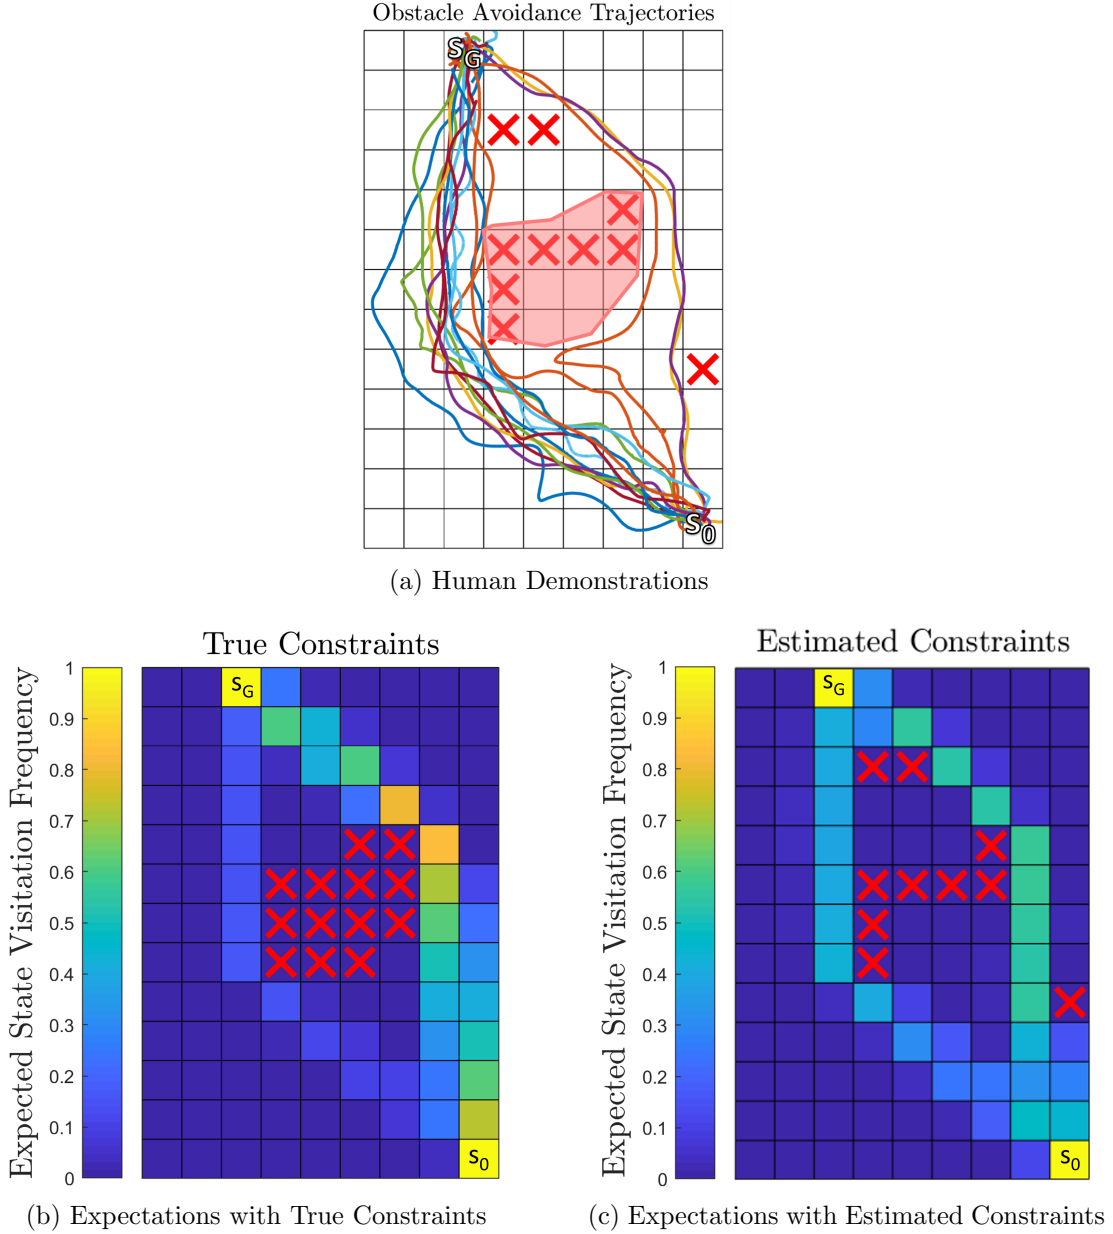 Obstacle Avoidance Trajectories
SG
S0
(a) Human Demonstrations
True Constraints
Expected State Visitation Frequency
1
0.9
0.8
0.7
0.6
0.5
0.4
0.3
0.2
0.1
0
SG
S0
(b) Expectations with True Constraints
Estimated Constraints
Expected State Visitation Frequency
1
0.9
0.8
0.7
0.6
0.5
0.4
0.3
0.2
0.1
0
SG
S0
(c) Expectations with Estimated Constraints